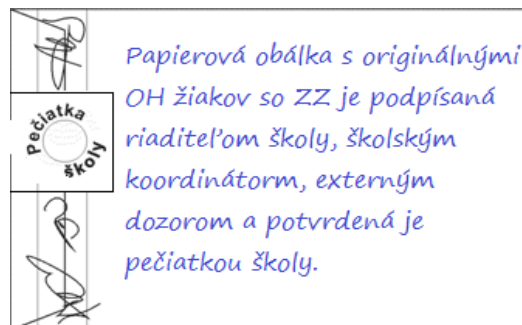 Pečiatka
školy
Papierová obálka s originálnymi
OH žiakov so ZZ je podpísaná
riaditeľom školy, školským
koordinátorm, externým
dozorom a potvrdená je
pečiatkou školy.